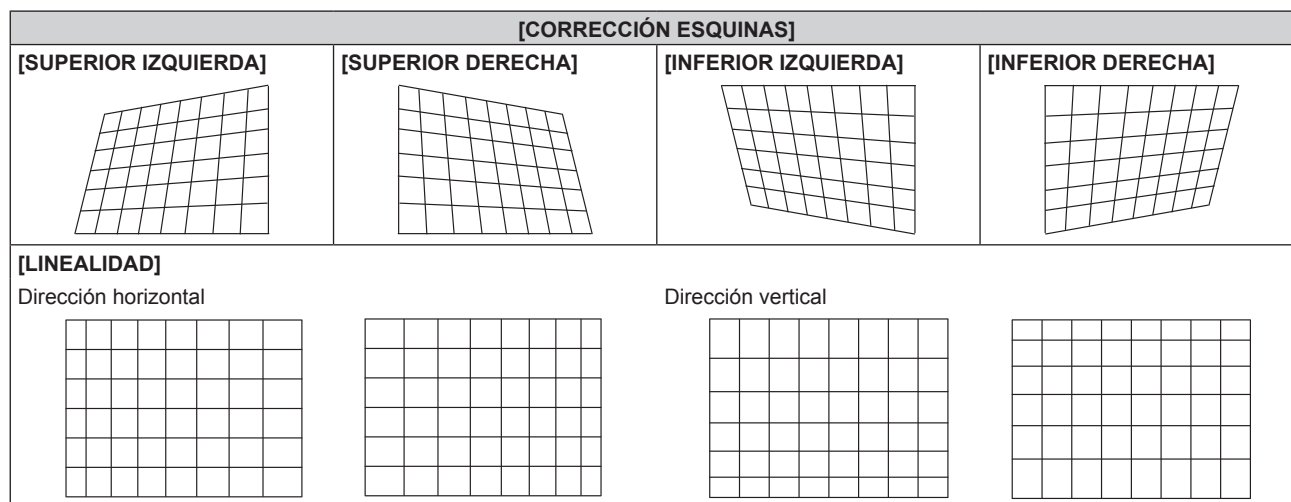 [CORRECCIÓN ESQUINAS]
[SUPERIOR IZQUIERDA]
[SUPERIOR DERECHA]
[INFERIOR IZQUIERDA]
[INFERIOR DERECHA]
[LINEALIDAD]
Dirección horizontal
Dirección vertical